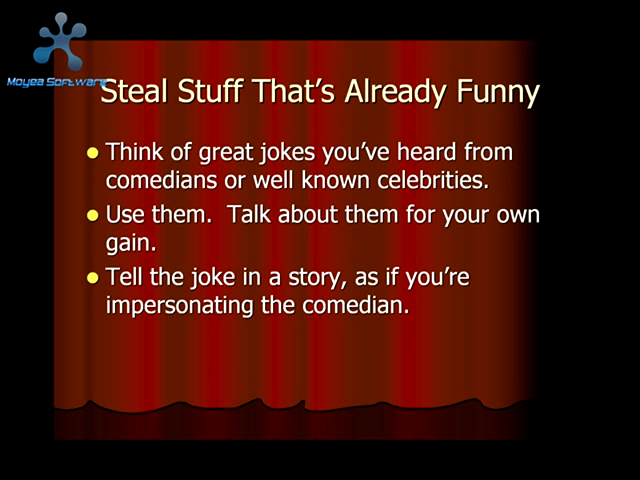 Moyea Software
Steal Stuff That's Already Funny
Think of great jokes you've heard from
comedians or well known celebrities.
Use them.  Talk about them for your own
gain.
Tell the joke in a story, as if you're
impersonating the comedian.